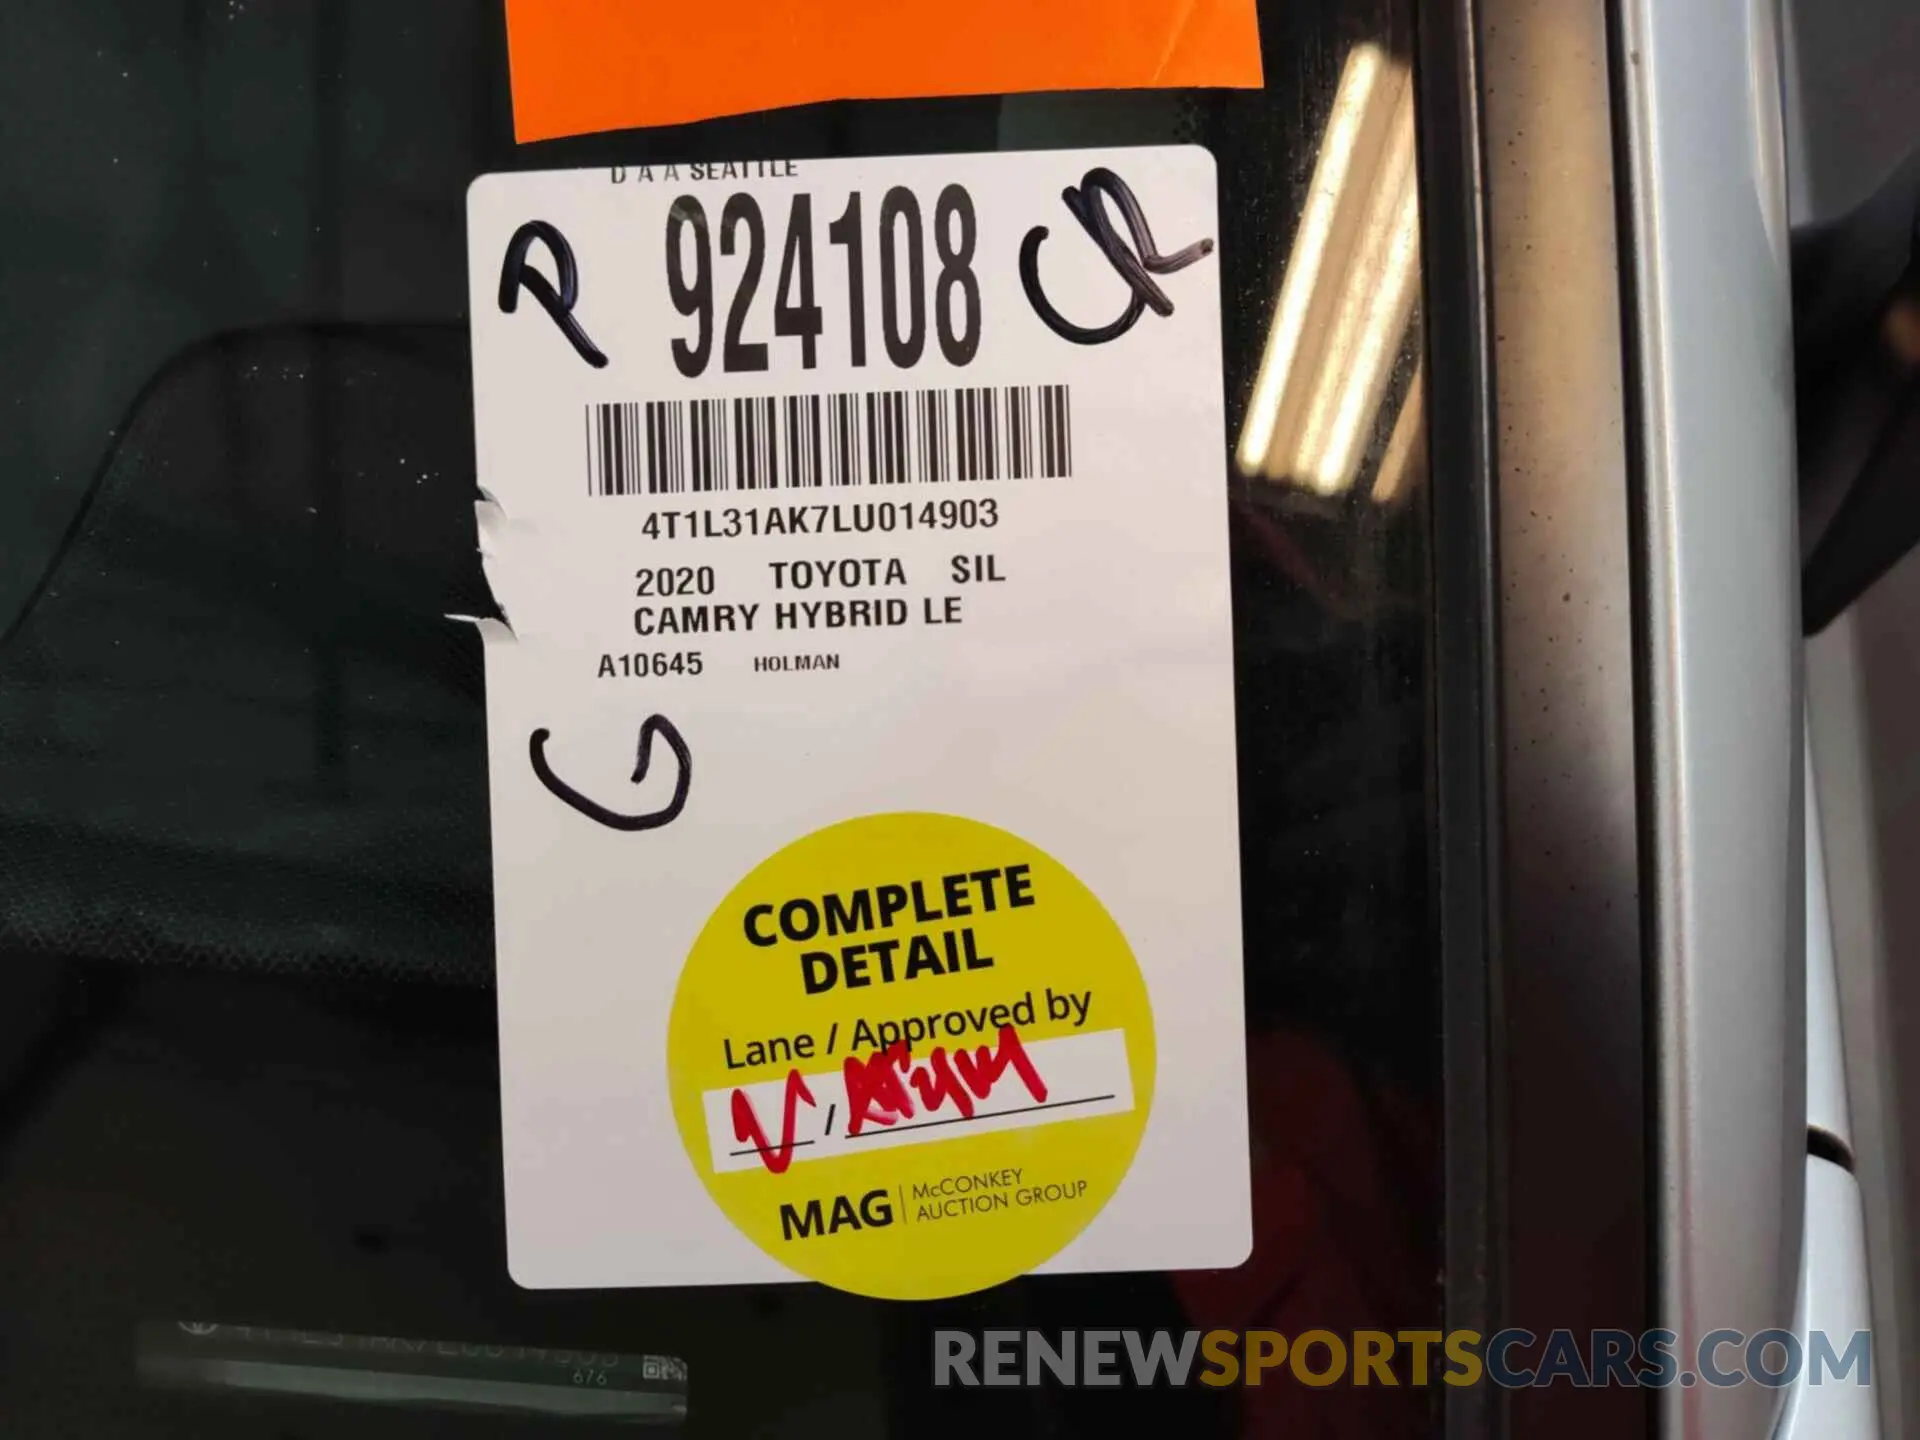 D A A SEATTLE
P 924108 CR
4T1L31AK7LU014903
2020 TOYOTA SIL
CAMRY HYBRID LE
A10645 HOLMAN
G
COMPLETE
DETAIL
Lane / Approved by
/
MAG McCONKEY
AUCTION GROUP
676
RENEWSPORTSCARS.COM